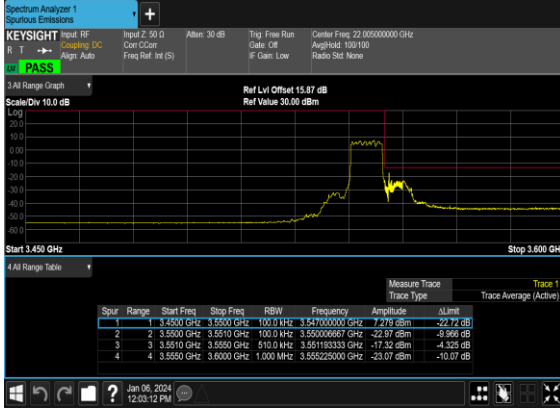 Spectrum Analyzer 1
Spurious Emissions
KEYSIGHT Input: RF Input Z: 50 Ω Atten: 30 dB Trig: Free Run Center Freq: 22.005000000 GHz
R T Coupling: DC Corr CCorr Gate: Off Avg|Hold: 100/100
Align: Auto Freq Ref: Int (S) IF Gain: Low Radio Std: None
PASS
3 All Range Graph
Ref Lvl Offset 15.87 dB
Scale/Div 10.0 dB Ref Value 30.00 dBm
Log
20.0
10.0
0.00
-10.0
-20.0
-30.0
-40.0
-50.0
-60.0
Start 3.450 GHz Stop 3.600 GH
4 All Range Table
Measure Trace Trace 1
Trace Type Trace Average (Active)
Spur Range Start Freq Stop Freq RBW Frequency Amplitude ΔLimit
1 1 3.4500 GHz 3.5500 GHz 100.0 kHz 3.547000000 GHz 7.279 dBm -22.72 dB
2 2 3.5500 GHz 3.5510 GHz 100.0 kHz 3.550006667 GHz -22.97 dBm -9.966 dB
3 3 3.5510 GHz 3.5550 GHz 510.0 kHz 3.551193333 GHz -17.32 dBm -4.325 dB
4 4 3.5550 GHz 3.6000 GHz 1.000 MHz 3.555225000 GHz -23.07 dBm -10.07 dB
Jan 06, 2024
12:03:12 PM